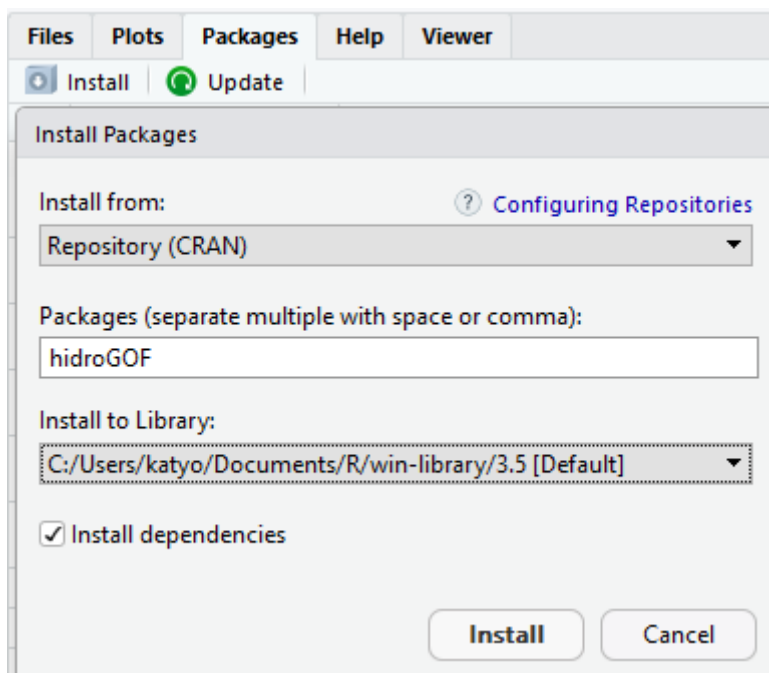 Files Plots Packages Help Viewer
Install Update
Install Packages
Install from: ? Configuring Repositories
Repository (CRAN)
Packages (separate multiple with space or comma):
hidroGOF
Install to Library:
C:/Users/katyo/Documents/R/win-library/3.5 [Default]
Install dependencies
Install Cancel